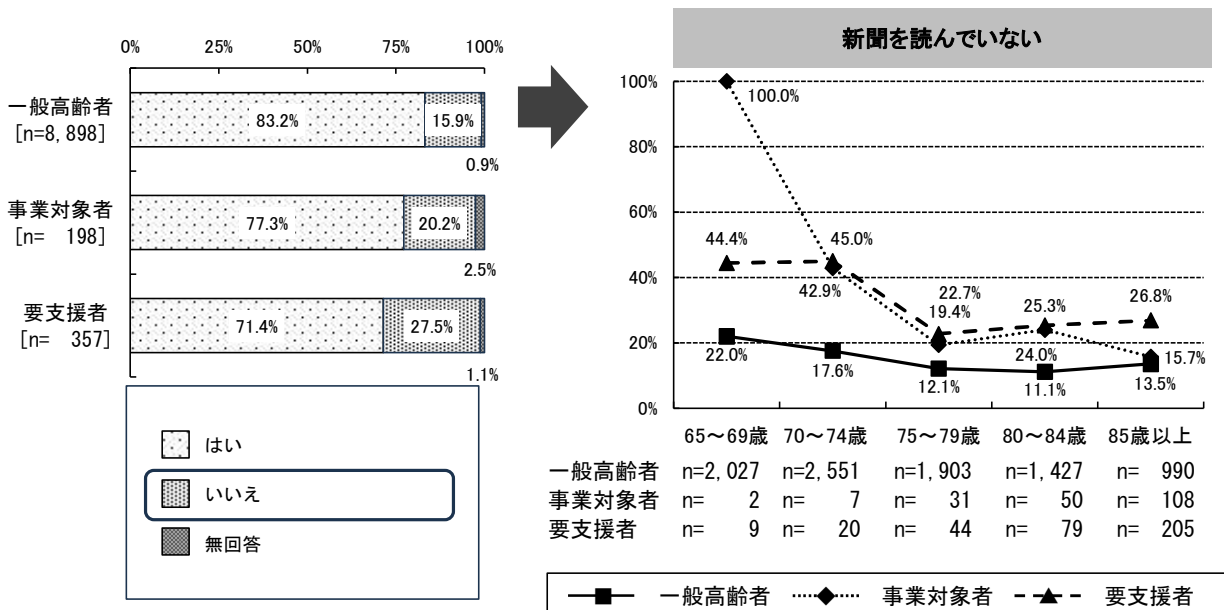 0% 25% 50% 75% 100%
一般高齢者
[n=8,898]
83.2% 15.9%
0.9%
事業対象者
[n= 198]
77.3% 20.2%
2.5%
要支援者
[n= 357]
71.4% 27.5%
1.1%
はい
いいえ
無回答
新聞を読んでいない
100%
80%
60%
40%
20%
0%
100.0%
44.4% 45.0%
42.9%
22.7%
19.4%
25.3%
26.8%
24.0%
15.7%
22.0% 17.6% 12.1% 11.1% 13.5%
65～69歳 70～74歳 75～79歳 80～84歳 85歳以上
一般高齢者 n=2,027 n=2,551 n=1,903 n=1,427 n= 990
事業対象者 n= 2 n= 7 n= 31 n= 50 n= 108
要支援者 n= 9 n= 20 n= 44 n= 79 n= 205
一般高齢者 事業対象者 要支援者